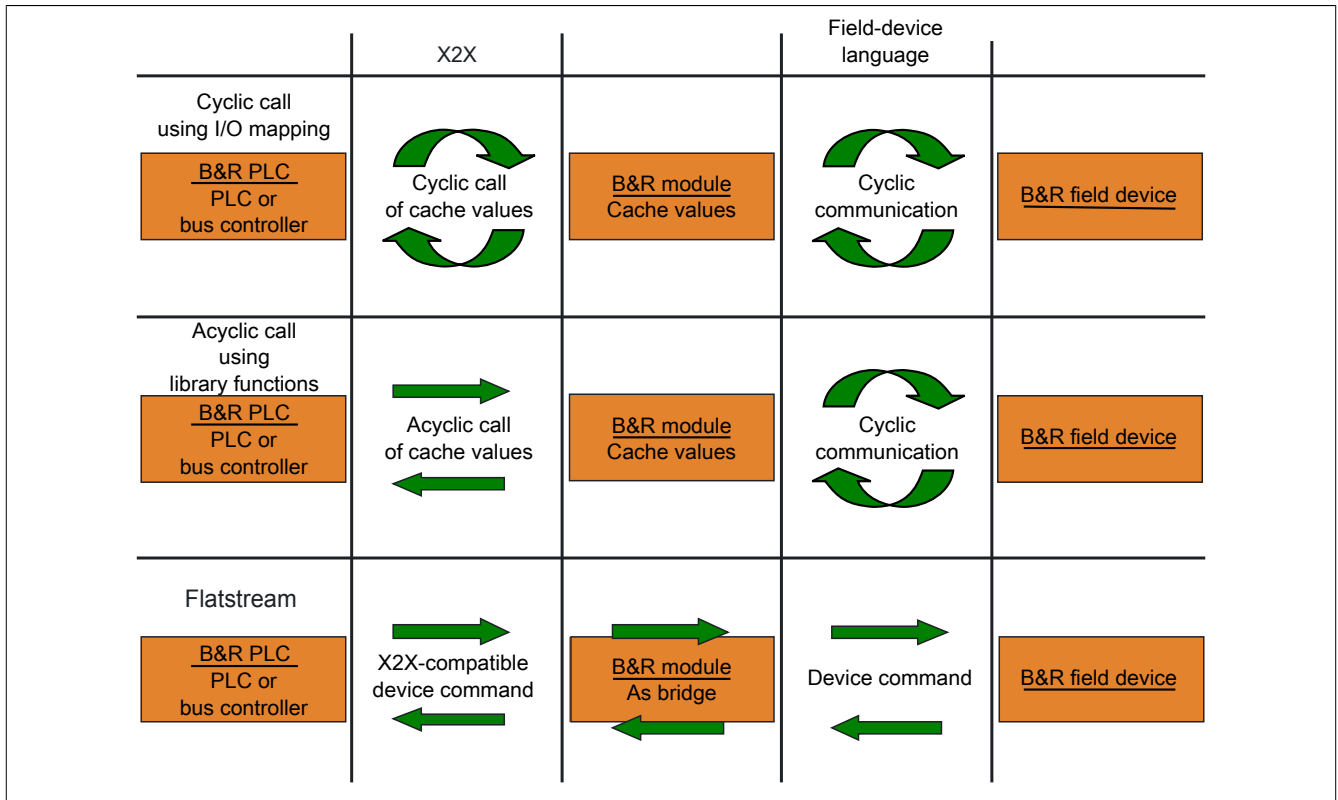 X2X
Field-device
language
Cyclic call
using I/O mapping
B&R PLC
PLC or
bus controller
Cyclic call
of cache values
B&R module
Cache values
Cyclic
communication
B&R field device
Acyclic call
using
library functions
B&R PLC
PLC or
bus controller
Acyclic call
of cache values
B&R module
Cache values
Cyclic
communication
B&R field device
Flatstream
B&R PLC
PLC or
bus controller
X2X-compatible
device command
B&R module
As bridge
Device command
B&R field device